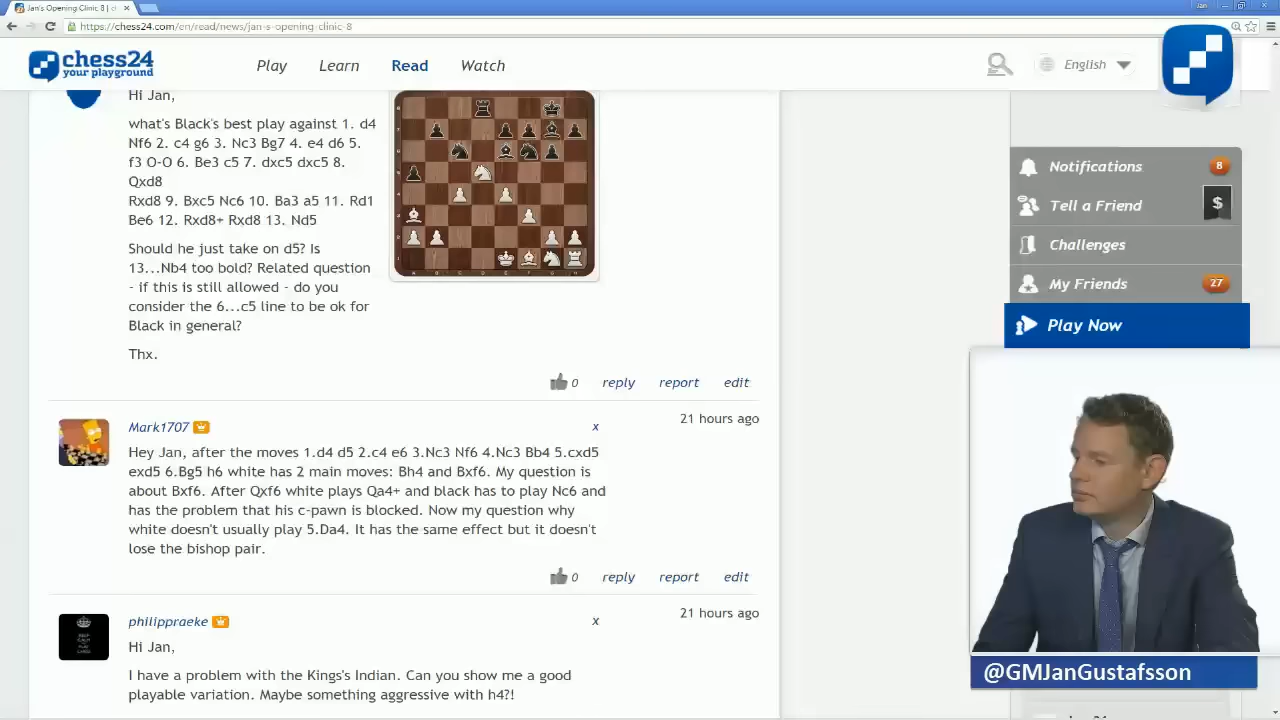 Jan's Opening Clinic 8 | c
Jan
https://chess24.com/en/read/news/jan-s-opening-clinic-8
chess24
your playground
Play
Learn
Read
Watch
English
Hi Jan,
what's Black's best play against 1. d4
Nf6 2. c4 g6 3. Nc3 Bg7 4. e4 d6 5.
f3 O-O 6. Be3 c5 7. dxc5 dxc5 8.
Qxd8
Rxd8 9. Bxc5 Nc6 10. Ba3 a5 11. Rd1
Be6 12. Rxd8+ Rxd8 13. Nd5
Should he just take on d5? Is
13...Nb4 too bold? Related question
- if this is still allowed - do you
consider the 6...c5 line to be ok for
Black in general?
Thx.
0
reply
report
edit
Mark1707
x
21 hours ago
Hey Jan, after the moves 1.d4 d5 2.c4 e6 3.Nc3 Nf6 4.Nc3 Bb4 5.cxd5
exd5 6.Bg5 h6 white has 2 main moves: Bh4 and Bxf6. My question is
about Bxf6. After Qxf6 white plays Qa4+ and black has to play Nc6 and
has the problem that his c-pawn is blocked. Now my question why
white doesn't usually play 5.Da4. It has the same effect but it doesn't
lose the bishop pair.
0
reply
report
edit
philippraeke
x
21 hours ago
Hi Jan,
I have a problem with the Kings's Indian. Can you show me a good
playable variation. Maybe something aggressive with h4?!
Notifications
8
Tell a Friend
$
Challenges
My Friends
27
Play Now
@GMJanGustafsson